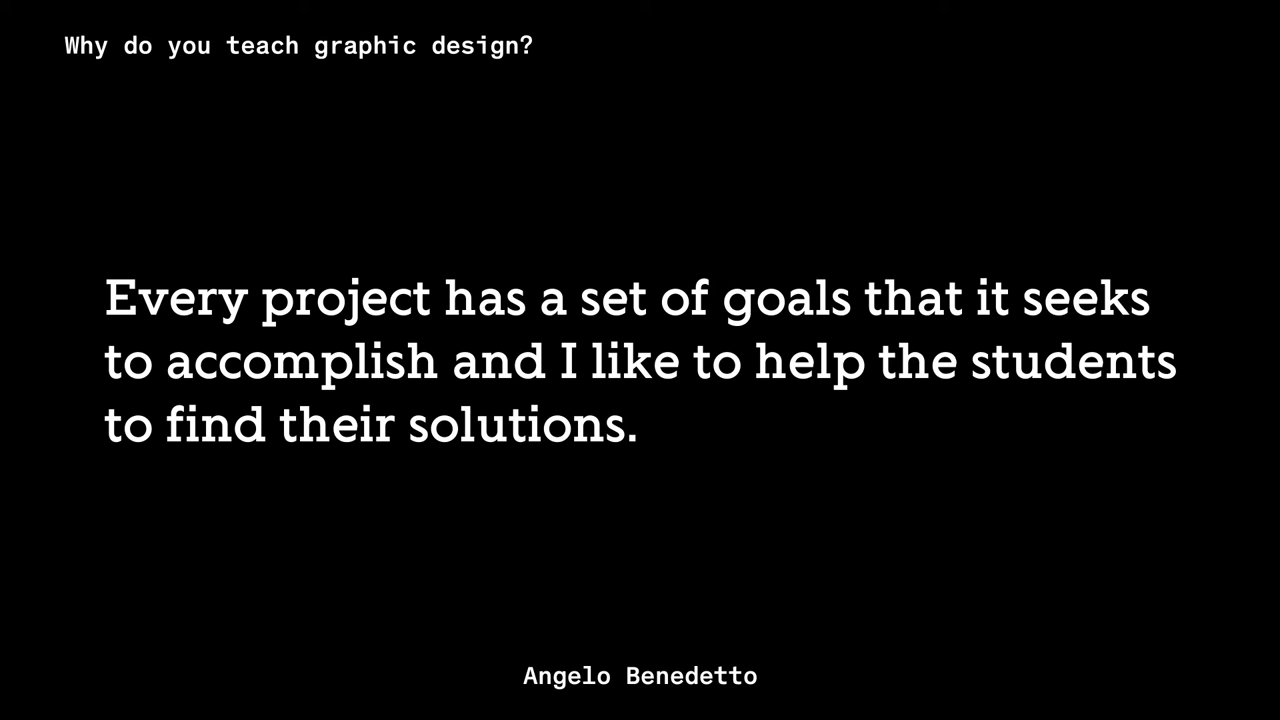 Why do you teach graphic design?
Every project has a set of goals that it seeks
to accomplish and I like to help the students
to find their solutions.
Angelo Benedetto